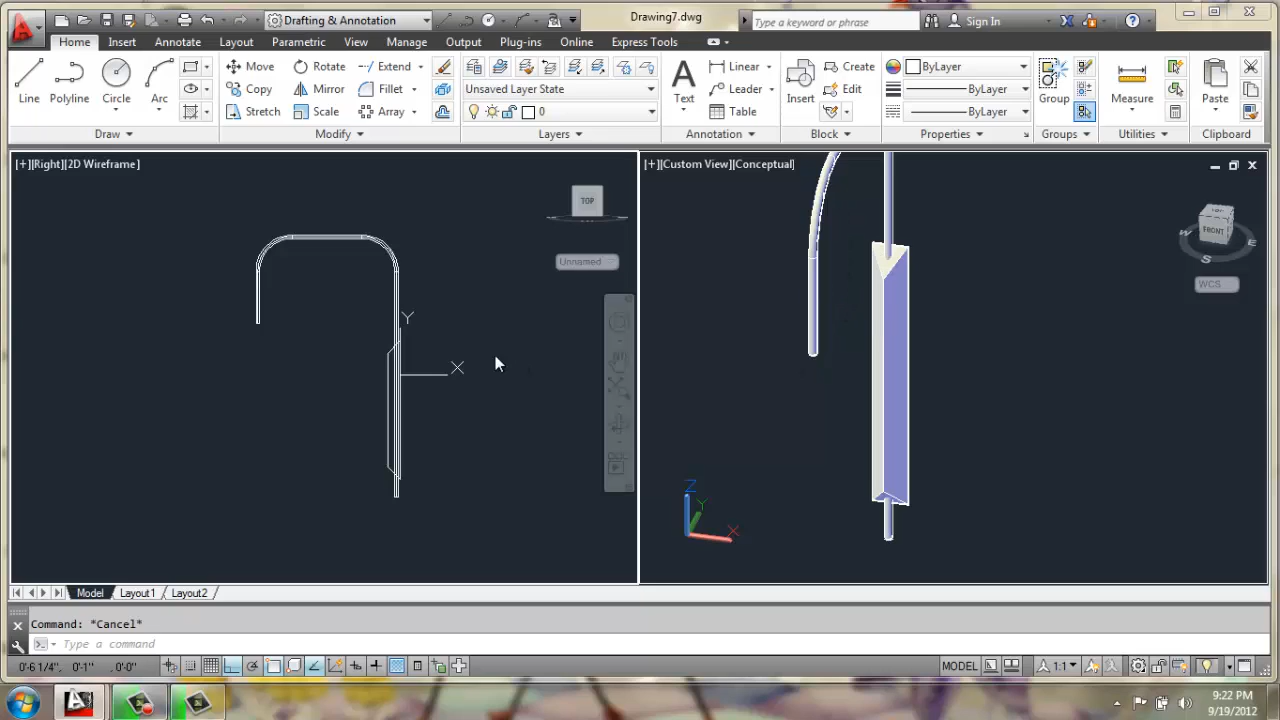 Drafting & Annotation
Drawing7.dwg
Type a keyword or phrase
Sign In
Home Insert Annotate Layout Parametric View Manage Output Plug-ins Online Express Tools
Line Polyline Circle Arc
Move Rotate Extend
Copy Mirror Fillet
Stretch Scale Array
Unsaved Layer State
0
Text
Linear
Leader
Table
Insert
Create
Edit
ByLayer
ByLayer
ByLayer
Group
Measure
Paste
Draw Modify Layers Annotation Block Properties Groups Utilities Clipboard
[+][Right][2D Wireframe]
TOP
Unnamed
Y
X
[+][Custom View][Conceptual]
FRONT
W
E
S
WCS
Z
Y
X
Model Layout1 Layout2
Command: *Cancel*
Type a command
0'-6 1/4", 0'-1" , 0'-0"
MODEL
1:1
9:22 PM
9/19/2012